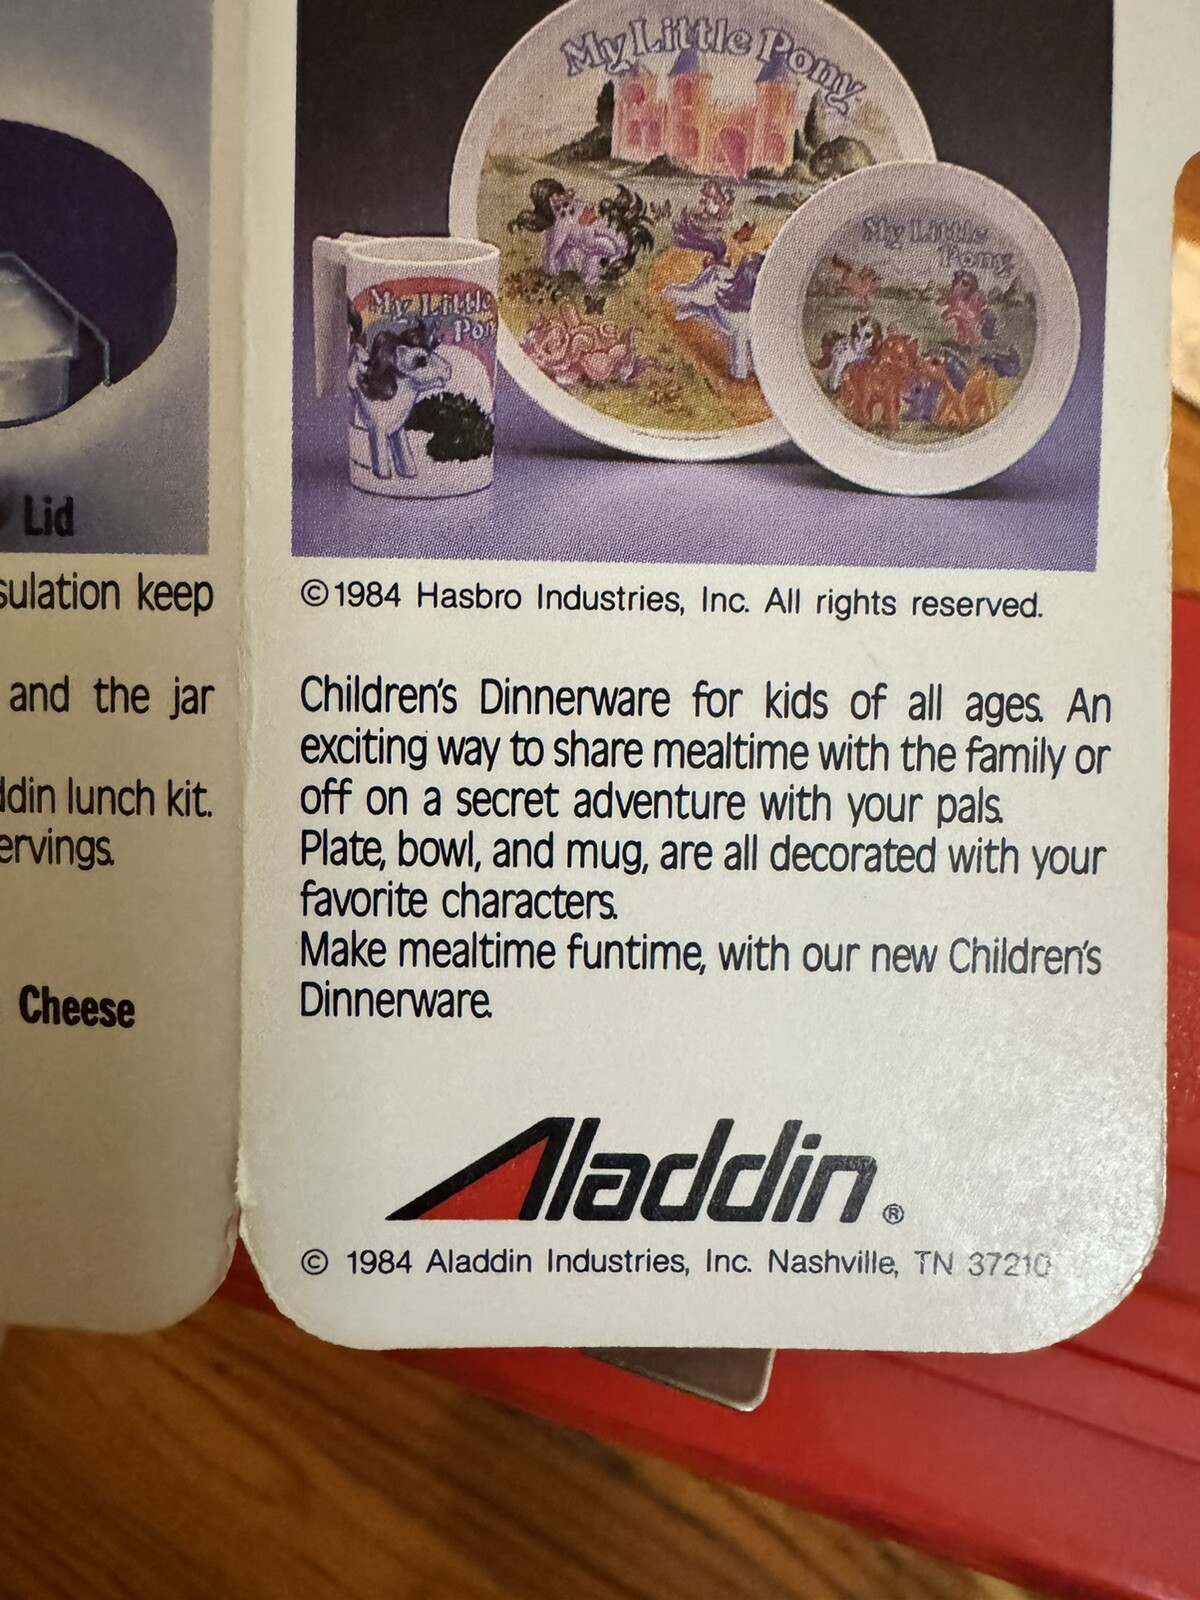 My Little Pony
My Little
Pony
My Little
Pon
Lid
sulation keep
and the jar
ddin lunch kit.
ervings.
Cheese
©1984 Hasbro Industries, Inc. All rights reserved.
Children's Dinnerware for kids of all ages. An
exciting way to share mealtime with the family or
off on a secret adventure with your pals.
Plate, bowl, and mug, are all decorated with your
favorite characters.
Make mealtime funtime, with our new Children's
Dinnerware.
Aladdin®
© 1984 Aladdin Industries, Inc. Nashville, TN 37210